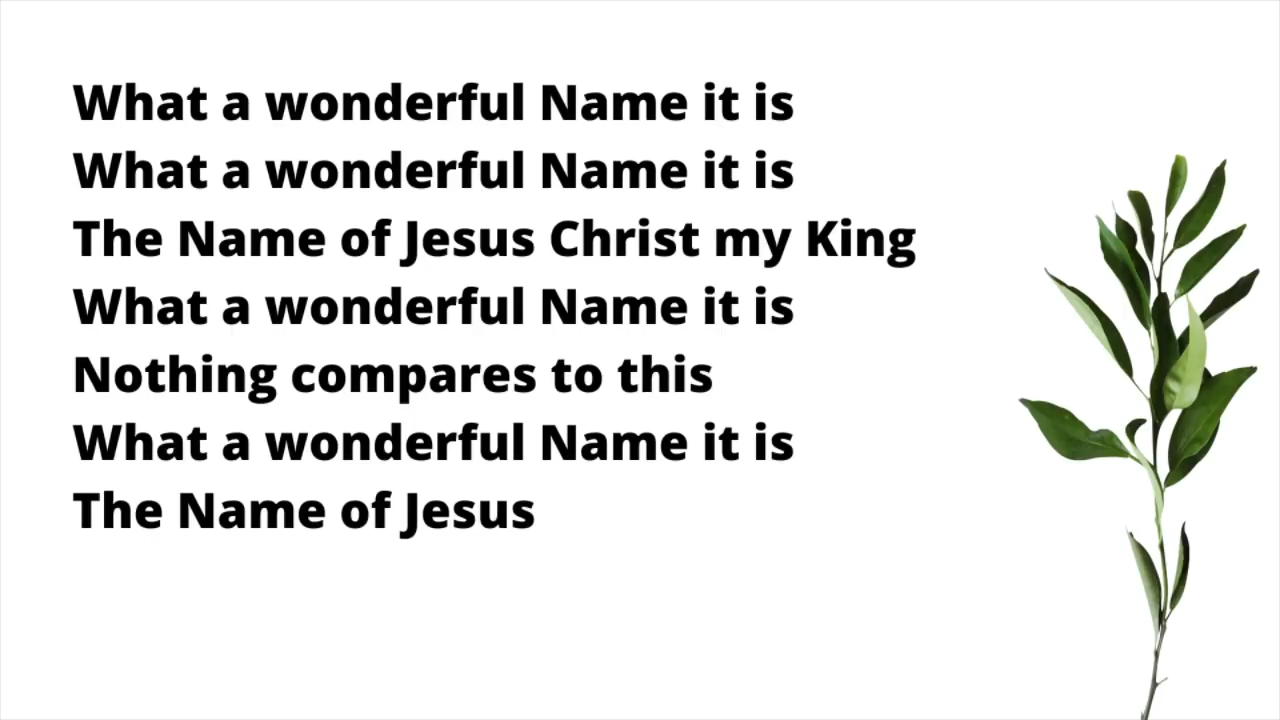 What a wonderful Name it is
What a wonderful Name it is
The Name of Jesus Christ my King
What a wonderful Name it is
Nothing compares to this
What a wonderful Name it is
The Name of Jesus